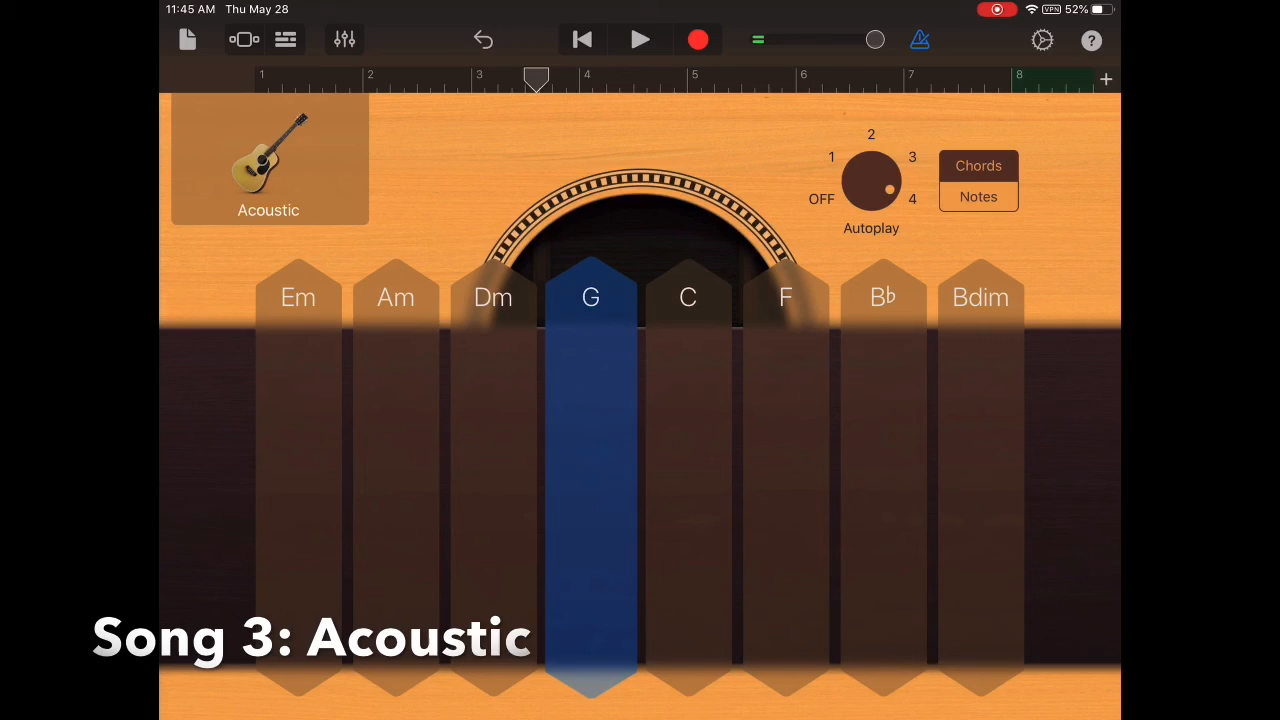 11:45 AM Thu May 28
VPN 52%
?
1 2 3 4 5 6 7 8 +
Acoustic
2
1 3
OFF 4
Autoplay
Chords
Notes
Em Am Dm G C F B♭ Bdim
Song 3: Acoustic